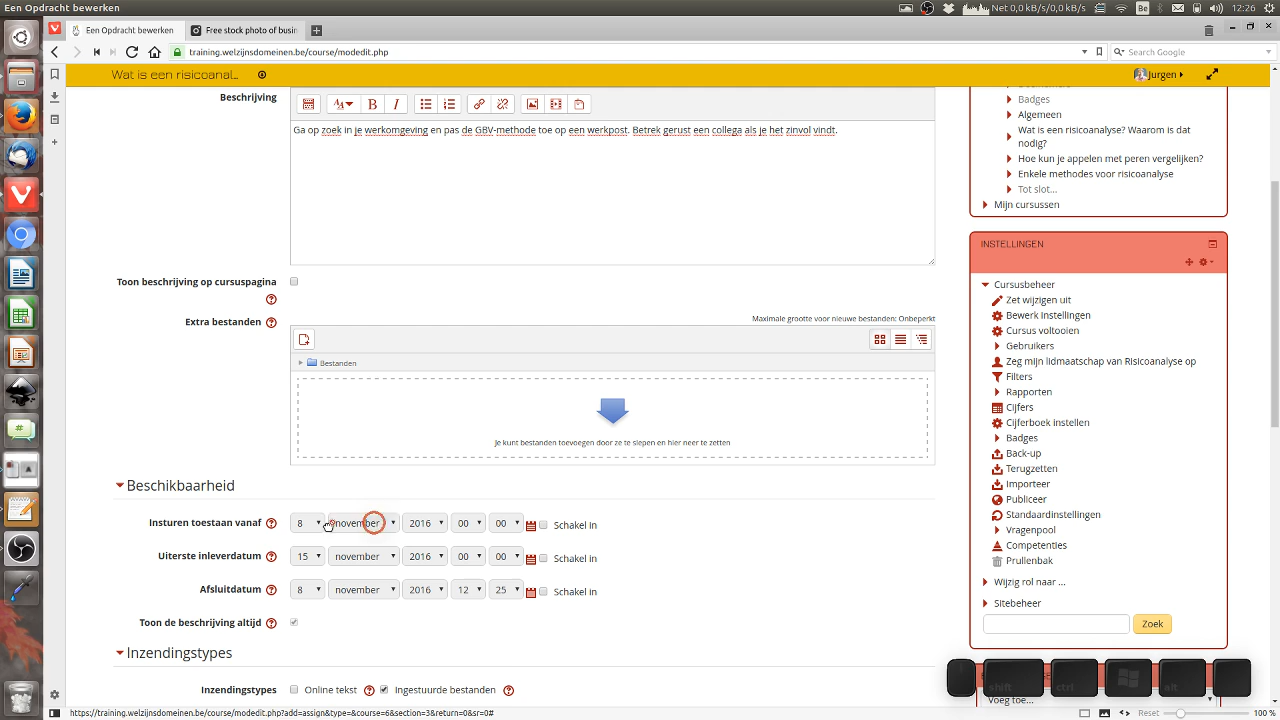 Een Opdracht bewerken
Net 0,0 kB/s/0,0 kB/s
Be
12:26
Een Opdracht bewerken
Free stock photo of busin
training.welzijnsdomeinen.be/course/modedit.php
Search Google
Wat is een risicoanal...
Jurgen
Beschrijving
Ga op zoek in je werkomgeving en pas de GBV-methode toe op een werkpost. Betrek gerust een collega als je het zinvol vindt.
Toon beschrijving op cursuspagina
Extra bestanden
Maximale grootte voor nieuwe bestanden: Onbeperkt
Bestanden
Je kunt bestanden toevoegen door ze te slepen en hier neer te zetten
Beschikbaarheid
Insturen toestaan vanaf 8 november 2016 00 00 Schakel in
Uiterste inleverdatum 15 november 2016 00 00 Schakel in
Afsluitdatum 8 november 2016 12 25 Schakel in
Toon de beschrijving altijd
Inzendingstypes
Inzendingstypes Online tekst Ingestuurde bestanden
Badges
Algemeen
Wat is een risicoanalyse? Waarom is dat
nodig?
Hoe kun je appelen met peren vergelijken?
Enkele methodes voor risicoanalyse
Tot slot...
Mijn cursussen
INSTELLINGEN
Cursusbeheer
Zet wijzigen uit
Bewerk instellingen
Cursus voltooien
Gebruikers
Zeg mijn lidmaatschap van Risicoanalyse op
Filters
Rapporten
Cijfers
Cijferboek instellen
Badges
Back-up
Terugzetten
Importeer
Publiceer
Standaardinstellingen
Vragenpool
Competenties
Prullenbak
Wijzig rol naar ...
Sitebeheer
Zoek
shift ctrl alt
Voeg toe...
https://training.welzijnsdomeinen.be/course/modedit.php?add=assign&type=&course=6&section=3&return=0&sr=0#
Reset
100 %